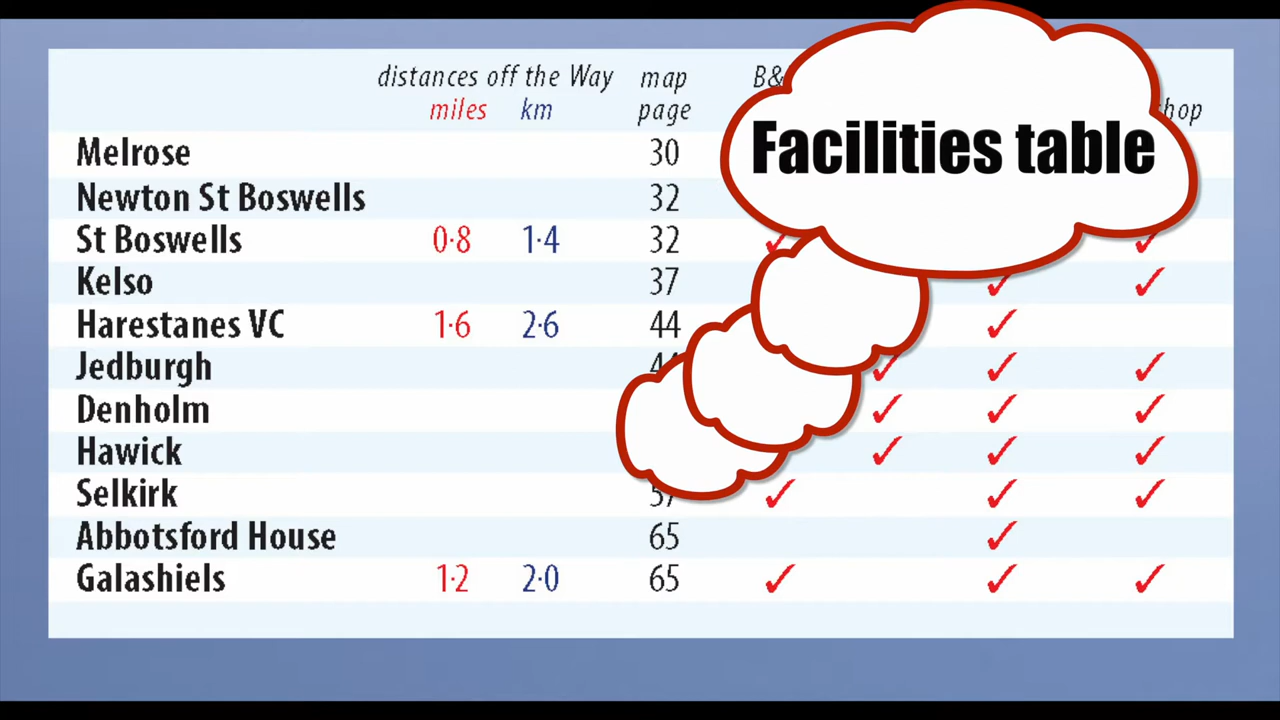 distances off the Way map B&
miles km page shop
Facilities table
Melrose 30
Newton St Boswells 32
St Boswells 0·8 1·4 32 ✓ ✓
Kelso 37 ✓ ✓
Harestanes VC 1·6 2·6 44 ✓
Jedburgh 44 ✓ ✓ ✓
Denholm ✓ ✓ ✓
Hawick ✓ ✓ ✓
Selkirk 57 ✓ ✓ ✓
Abbotsford House 65 ✓
Galashiels 1·2 2·0 65 ✓ ✓ ✓